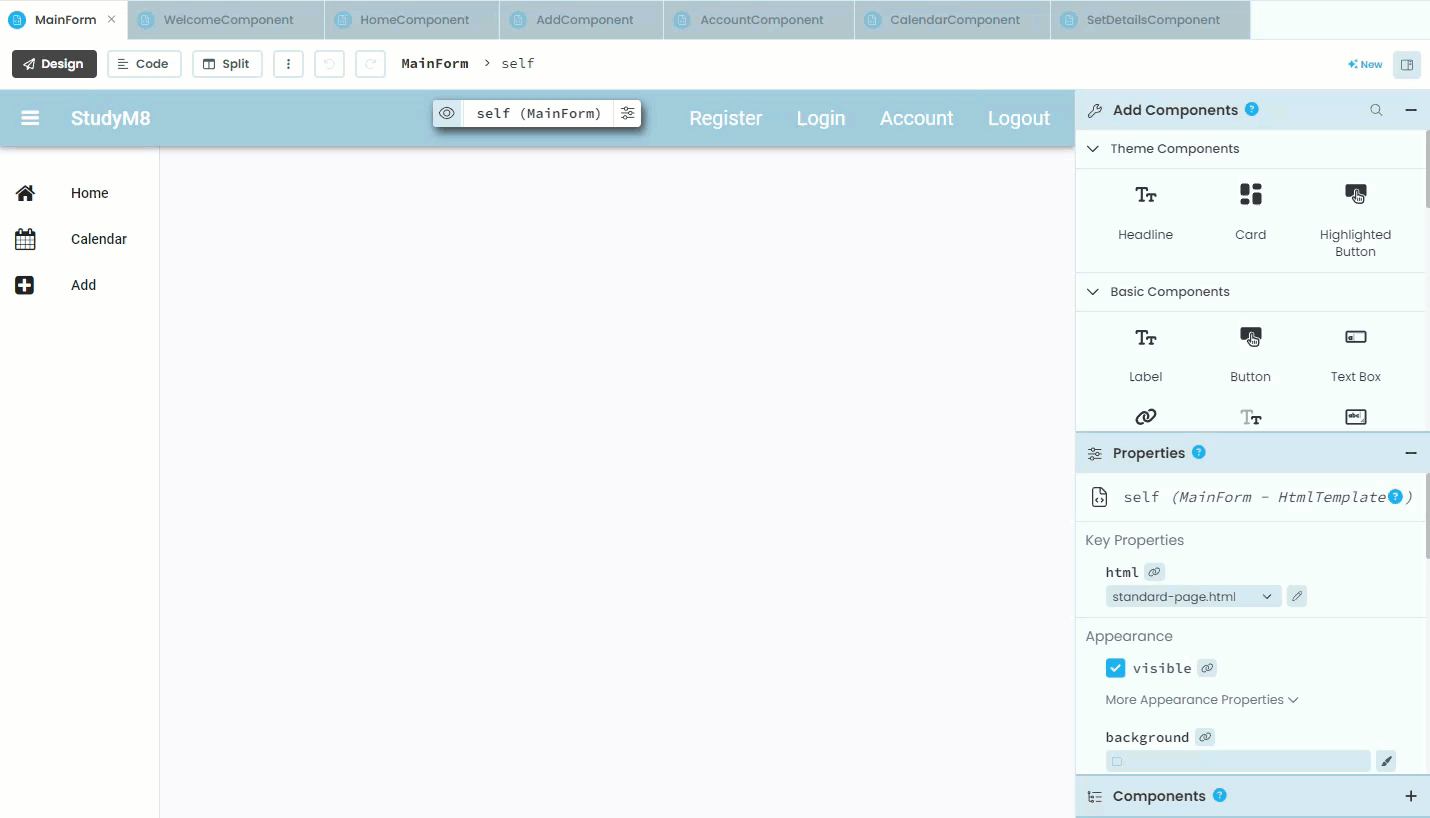 MainForm WelcomeComponent HomeComponent AddComponent AccountComponent CalendarComponent SetDetailsComponent
Design Code Split MainForm > self New
StudyM8 self (MainForm) Register Login Account Logout
Home
Calendar
Add
Add Components ?
Theme Components
Headline Card Highlighted
Button
Basic Components
Label Button Text Box
Properties ?
self (MainForm - HtmlTemplate ? )
Key Properties
html
standard-page.html
Appearance
visible
More Appearance Properties
background
Components ?